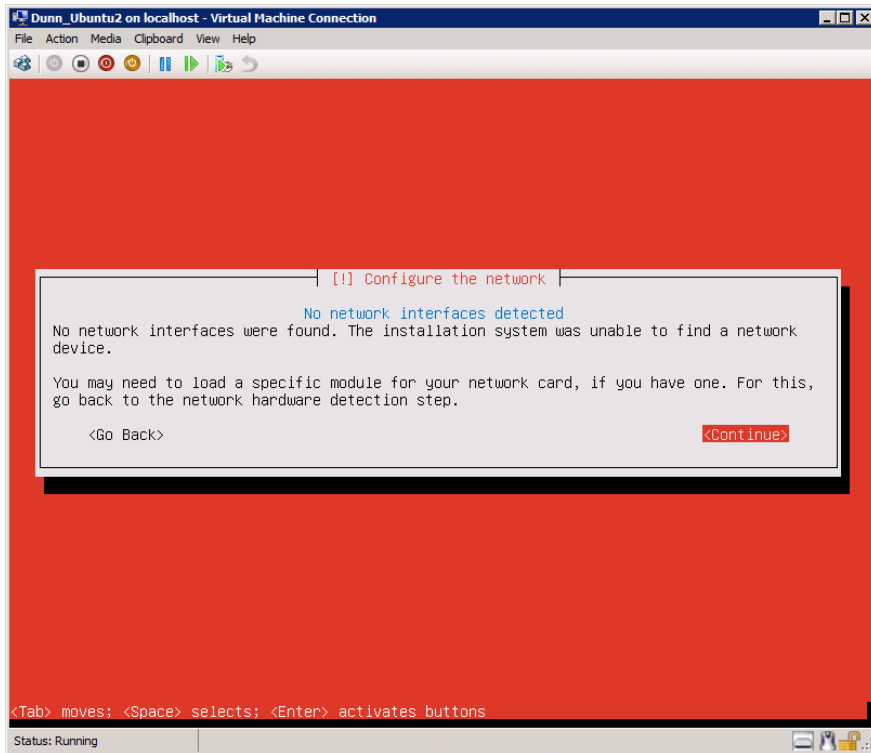 Dunn_Ubuntu2 on localhost - Virtual Machine Connection
File Action Media Clipboard View Help
[!] Configure the network
No network interfaces detected
No network interfaces were found. The installation system was unable to find a network
device.
You may need to load a specific module for your network card, if you have one. For this,
go back to the network hardware detection step.
<Go Back> <Continue>
<Tab> moves; <Space> selects; <Enter> activates buttons
Status: Running